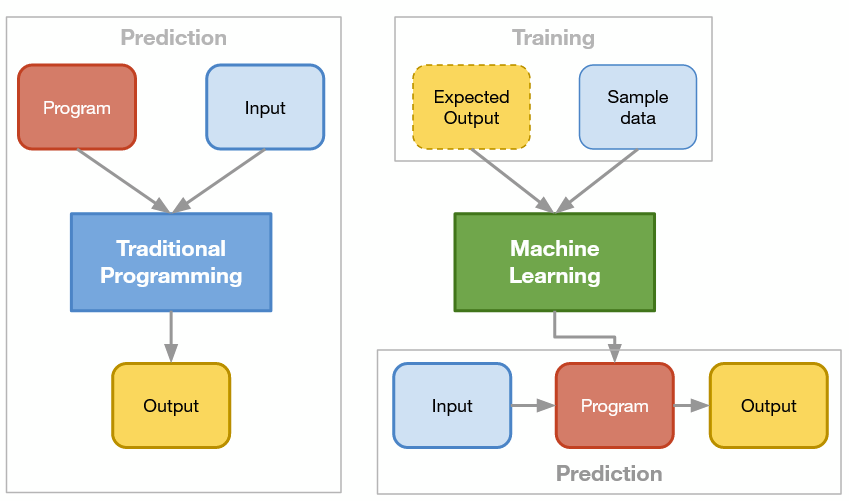 Prediction
Program
Input
Traditional
Programming
Output
Training
Expected
Output
Sample
data
Machine
Learning
Input
Program
Output
Prediction